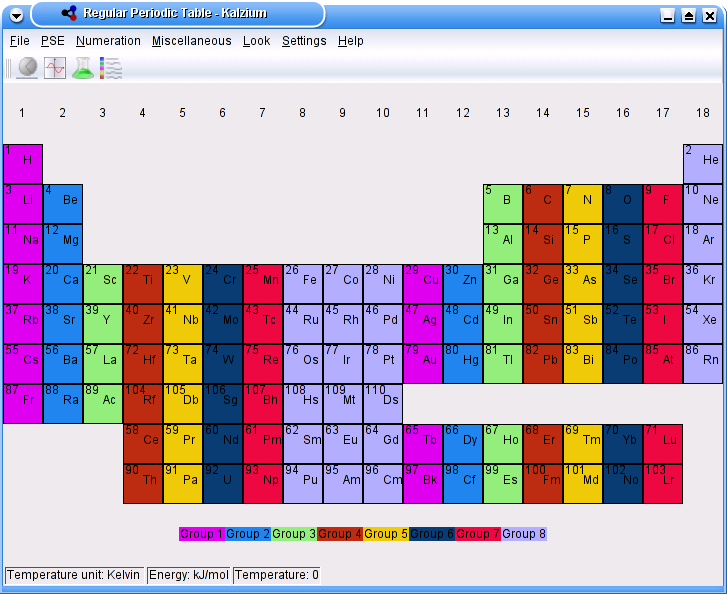 Regular Periodic Table - Kalzium
File PSE Numeration Miscellaneous Look Settings Help
1 2 3 4 5 6 7 8 9 10 11 12 13 14 15 16 17 18
1 H 2 He
3 Li 4 Be 5 B 6 C 7 N 8 O 9 F 10 Ne
11 Na 12 Mg 13 Al 14 Si 15 P 16 S 17 Cl 18 Ar
19 K 20 Ca 21 Sc 22 Ti 23 V 24 Cr 25 Mn 26 Fe 27 Co 28 Ni 29 Cu 30 Zn 31 Ga 32 Ge 33 As 34 Se 35 Br 36 Kr
37 Rb 38 Sr 39 Y 40 Zr 41 Nb 42 Mo 43 Tc 44 Ru 45 Rh 46 Pd 47 Ag 48 Cd 49 In 50 Sn 51 Sb 52 Te 53 I 54 Xe
55 Cs 56 Ba 57 La 72 Hf 73 Ta 74 W 75 Re 76 Os 77 Ir 78 Pt 79 Au 80 Hg 81 Tl 82 Pb 83 Bi 84 Po 85 At 86 Rn
87 Fr 88 Ra 89 Ac 104 Rf 105 Db 106 Sg 107 Bh 108 Hs 109 Mt 110 Ds
58 Ce 59 Pr 60 Nd 61 Pm 62 Sm 63 Eu 64 Gd 65 Tb 66 Dy 67 Ho 68 Er 69 Tm 70 Yb 71 Lu
90 Th 91 Pa 92 U 93 Np 94 Pu 95 Am 96 Cm 97 Bk 98 Cf 99 Es 100 Fm 101 Md 102 No 103 Lr
Group 1 Group 2 Group 3 Group 4 Group 5 Group 6 Group 7 Group 8
Temperature unit: Kelvin Energy: kJ/mol Temperature: 0